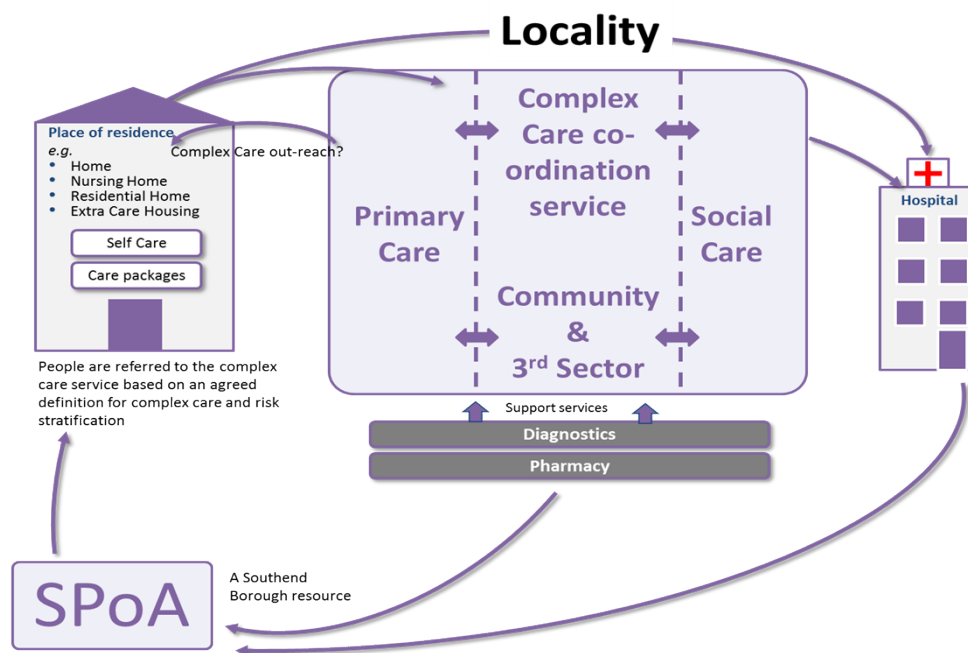 Locality
Place of residence
e.g.
• Home
• Nursing Home
• Residential Home
• Extra Care Housing
Self Care
Care packages
Complex Care out-reach?
Complex
Care co-
ordination
service
Primary
Care
Social
Care
Community
&
3rd Sector
Hospital
People are referred to the complex
care service based on an agreed
definition for complex care and risk
stratification
Support services
Diagnostics
Pharmacy
SPoA
A Southend
Borough resource